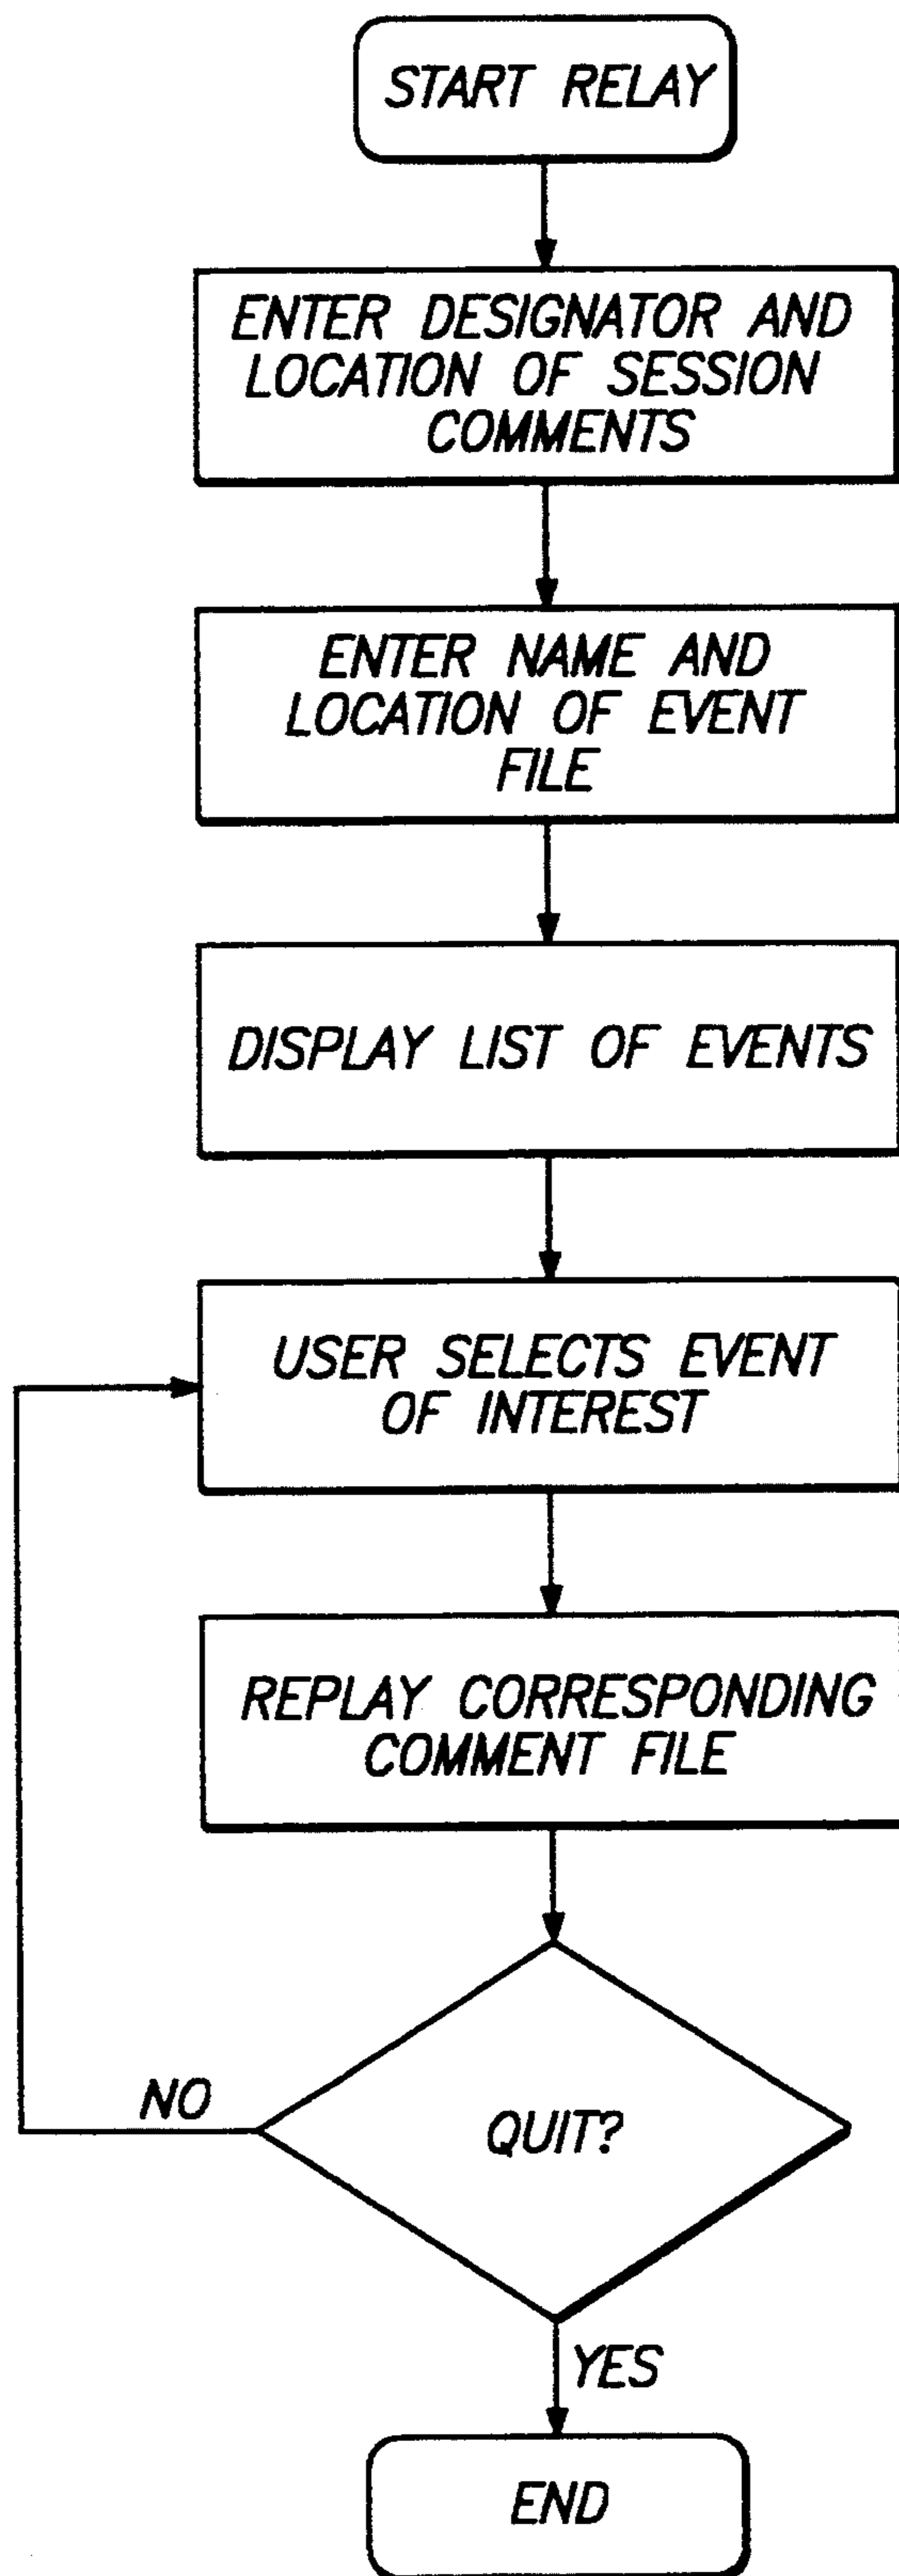 START RELAY
ENTER DESIGNATOR AND
LOCATION OF SESSION
COMMENTS
ENTER NAME AND
LOCATION OF EVENT
FILE
DISPLAY LIST OF EVENTS
USER SELECTS EVENT
OF INTEREST
REPLAY CORRESPONDING
COMMENT FILE
NO
QUIT?
YES
END